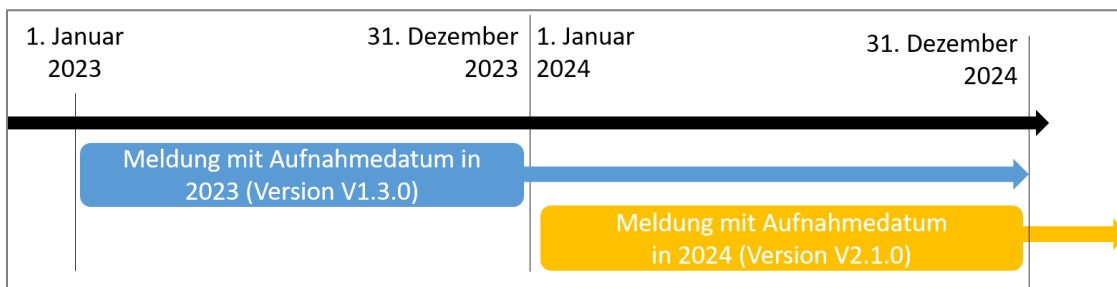 1. Januar
2023
31. Dezember
2023
1. Januar
2024
31. Dezember
2024
Meldung mit Aufnahmedatum in
2023 (Version V1.3.0)
Meldung mit Aufnahmedatum
in 2024 (Version V2.1.0)